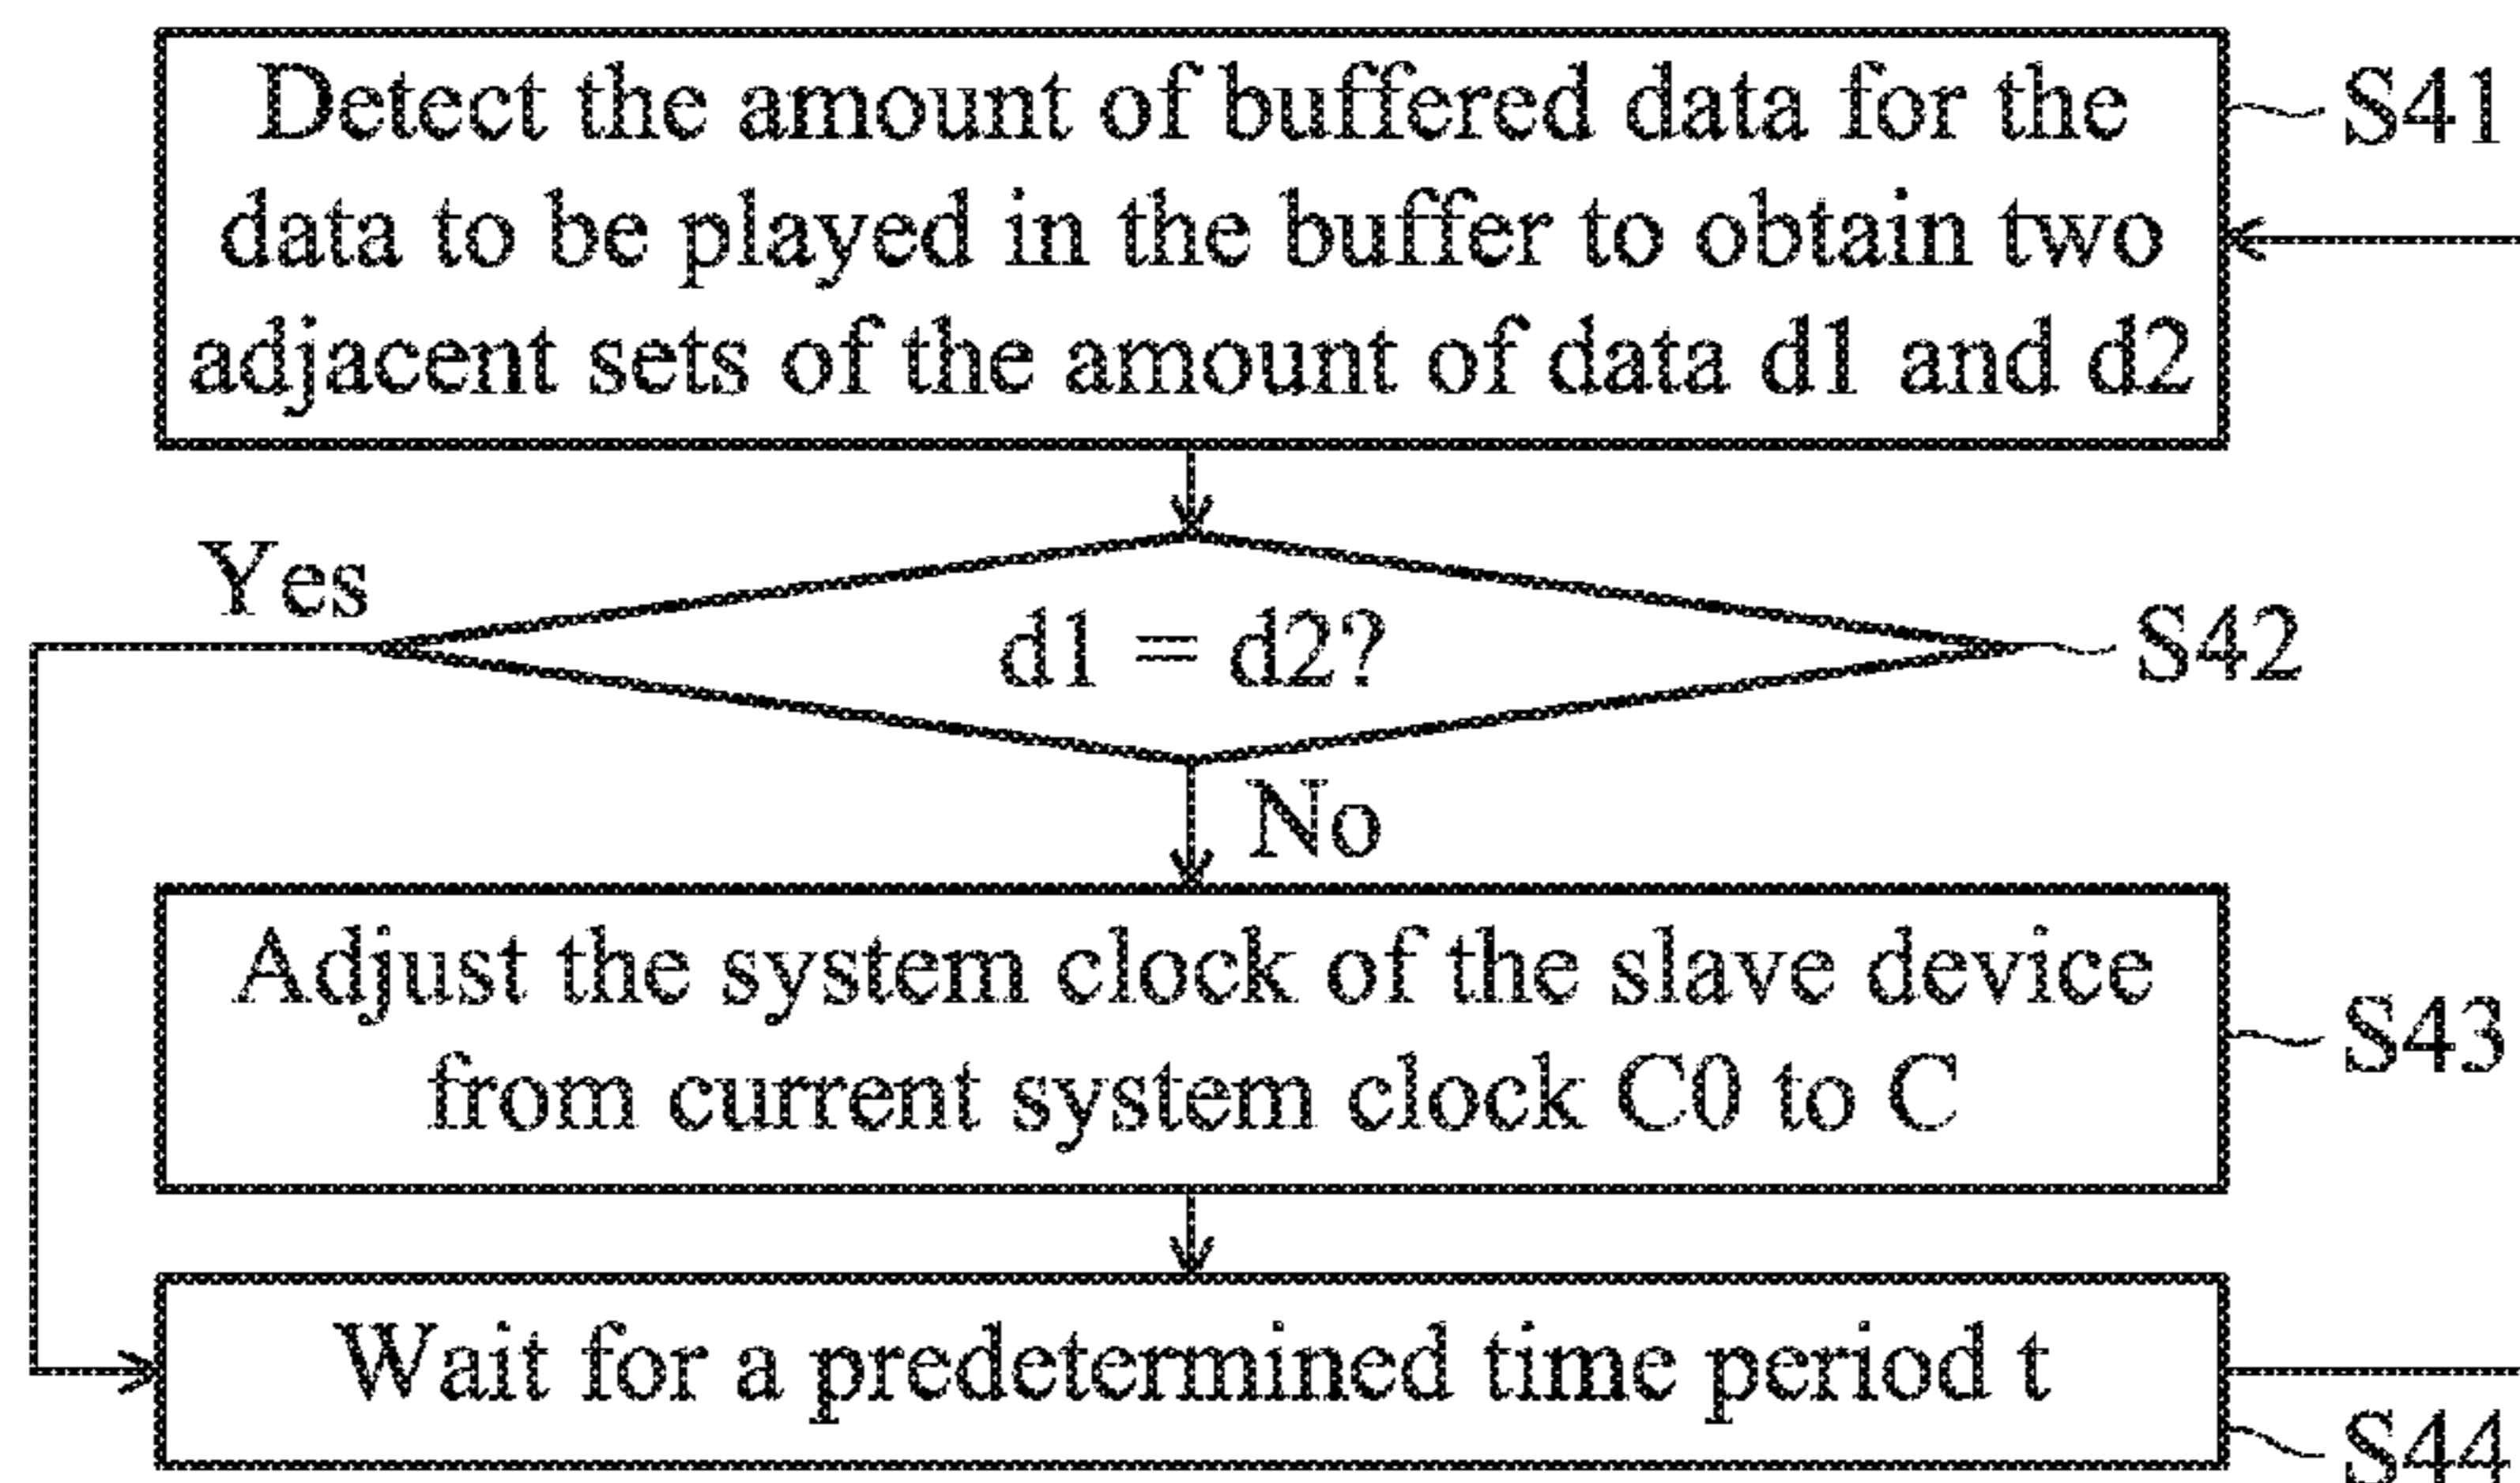 Detect the amount of buffered data for the
data to be played in the buffer to obtain two
adjacent sets of the amount of data d1 and d2
S41
Yes
d1 = d2?
S42
No
Adjust the system clock of the slave device
from current system clock C0 to C
S43
Wait for a predetermined time period t
S44